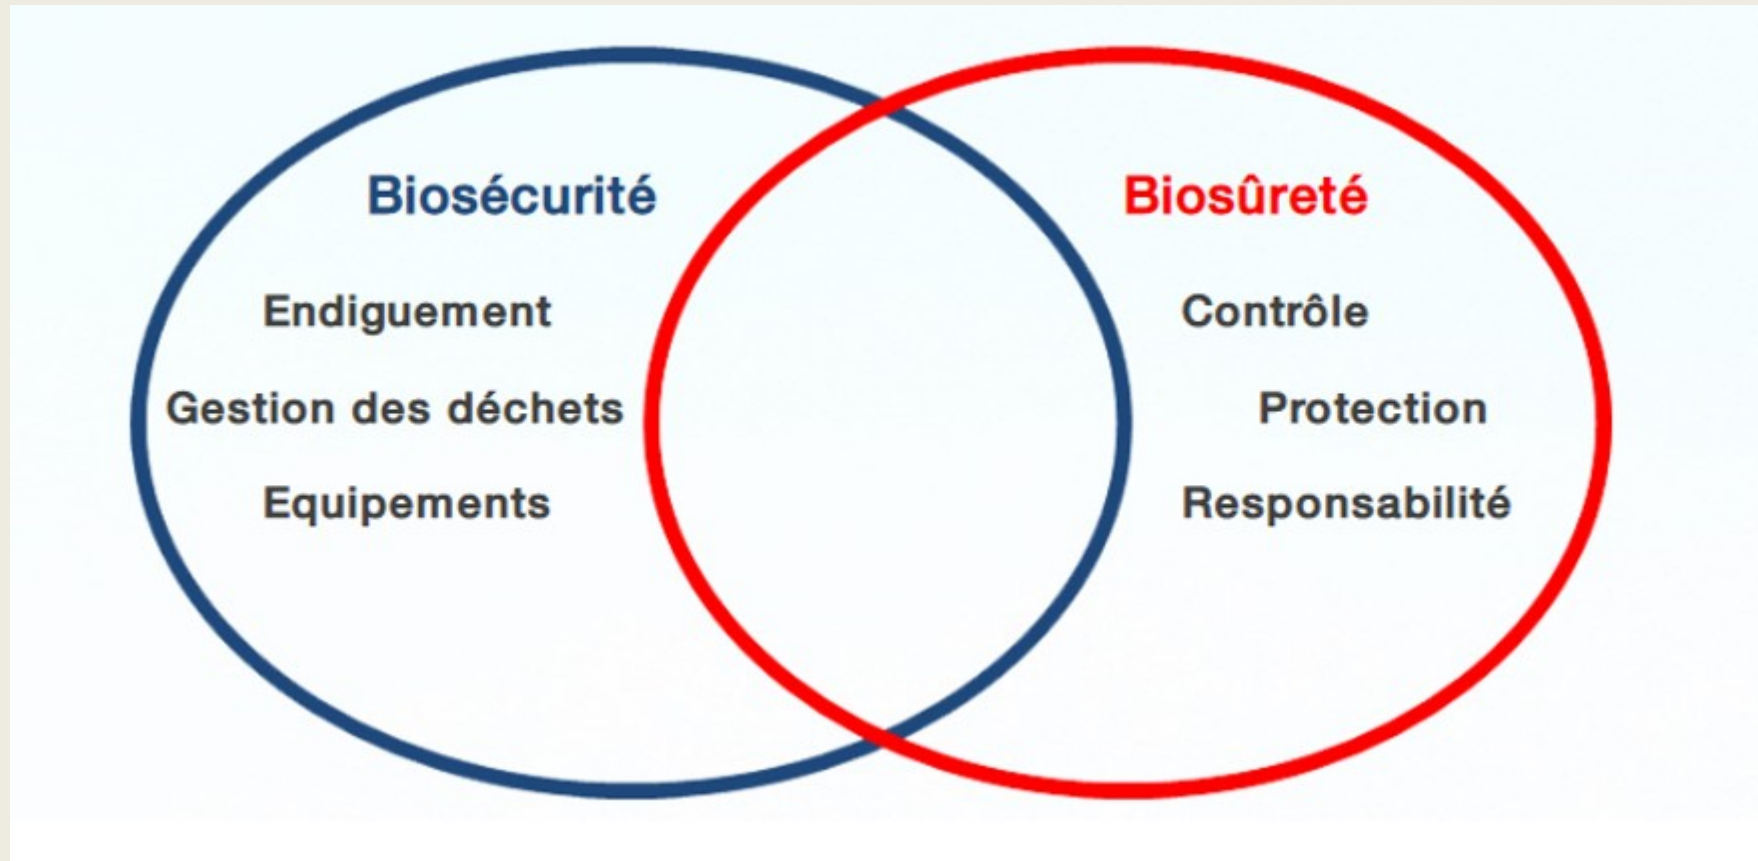 Biosécurité
Endiguement
Gestion des déchets
Equipements
Biosûreté
Contrôle
Protection
Responsabilité